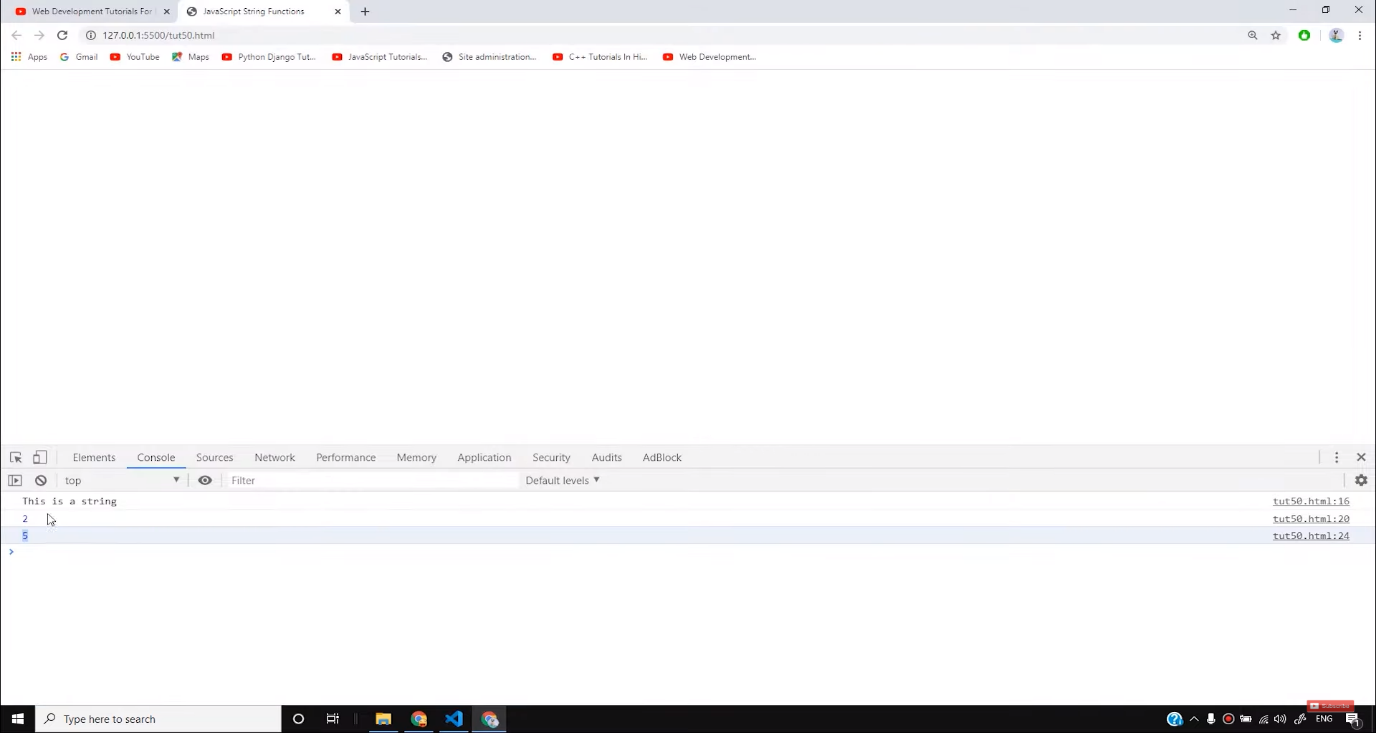 Web Development Tutorials For
JavaScript String Functions
127.0.0.1:5500/tut50.html
Apps Gmail YouTube Maps Python Django Tut... JavaScript Tutorials... Site administration... C++ Tutorials In Hi... Web Development...
Elements Console Sources Network Performance Memory Application Security Audits AdBlock
top Filter Default levels
This is a string tut50.html:16
2 tut50.html:20
5 tut50.html:24
Subscribe
Type here to search ENG 1